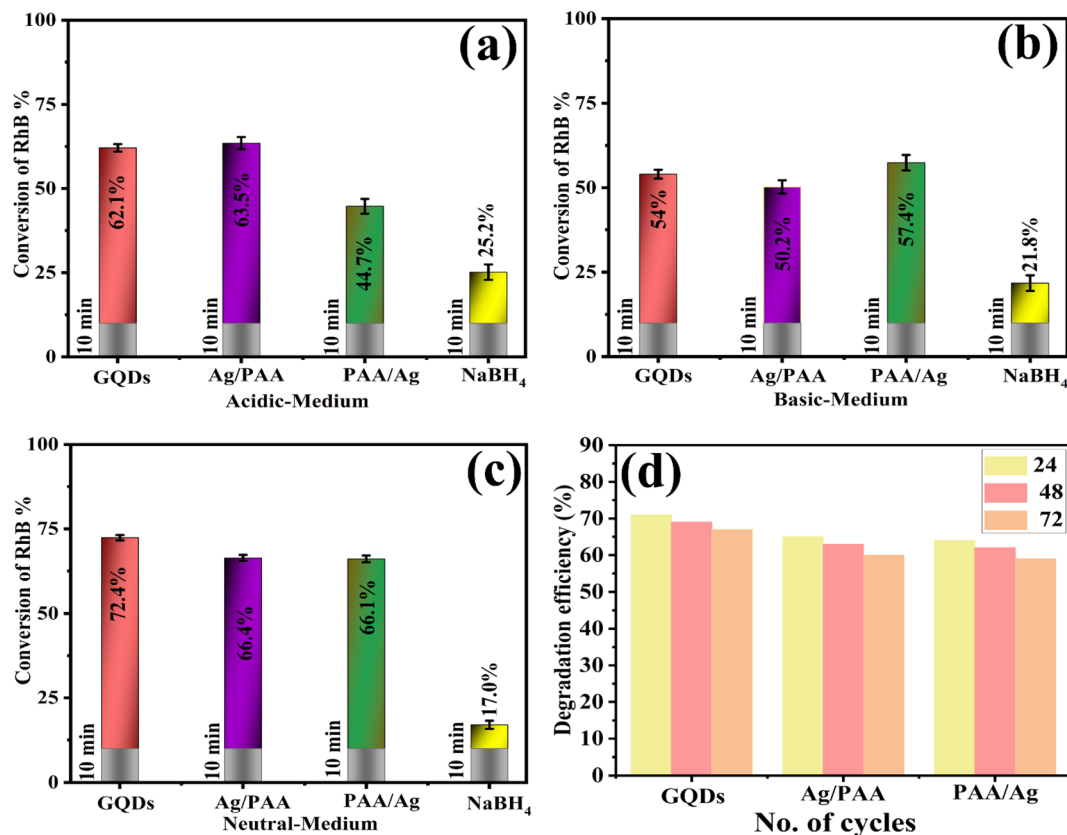 (a)
Conversion of RhB %
100
75
50
25
0
62.1%
63.5%
44.7%
25.2%
10 min
10 min
10 min
10 min
GQDs
Ag/PAA
PAA/Ag
NaBH₄
Acidic-Medium
(b)
Conversion of RhB %
100
75
50
25
0
54%
50.2%
57.4%
21.8%
10 min
10 min
10 min
10 min
GQDs
Ag/PAA
PAA/Ag
NaBH₄
Basic-Medium
(c)
Conversion of RhB %
100
75
50
25
0
72.4%
66.4%
66.1%
17.0%
10 min
10 min
10 min
10 min
GQDs
Ag/PAA
PAA/Ag
NaBH₄
Neutral-Medium
(d)
24
48
72
Degradation efficiency (%)
90
80
70
60
50
40
30
20
10
0
GQDs
Ag/PAA
PAA/Ag
No. of cycles